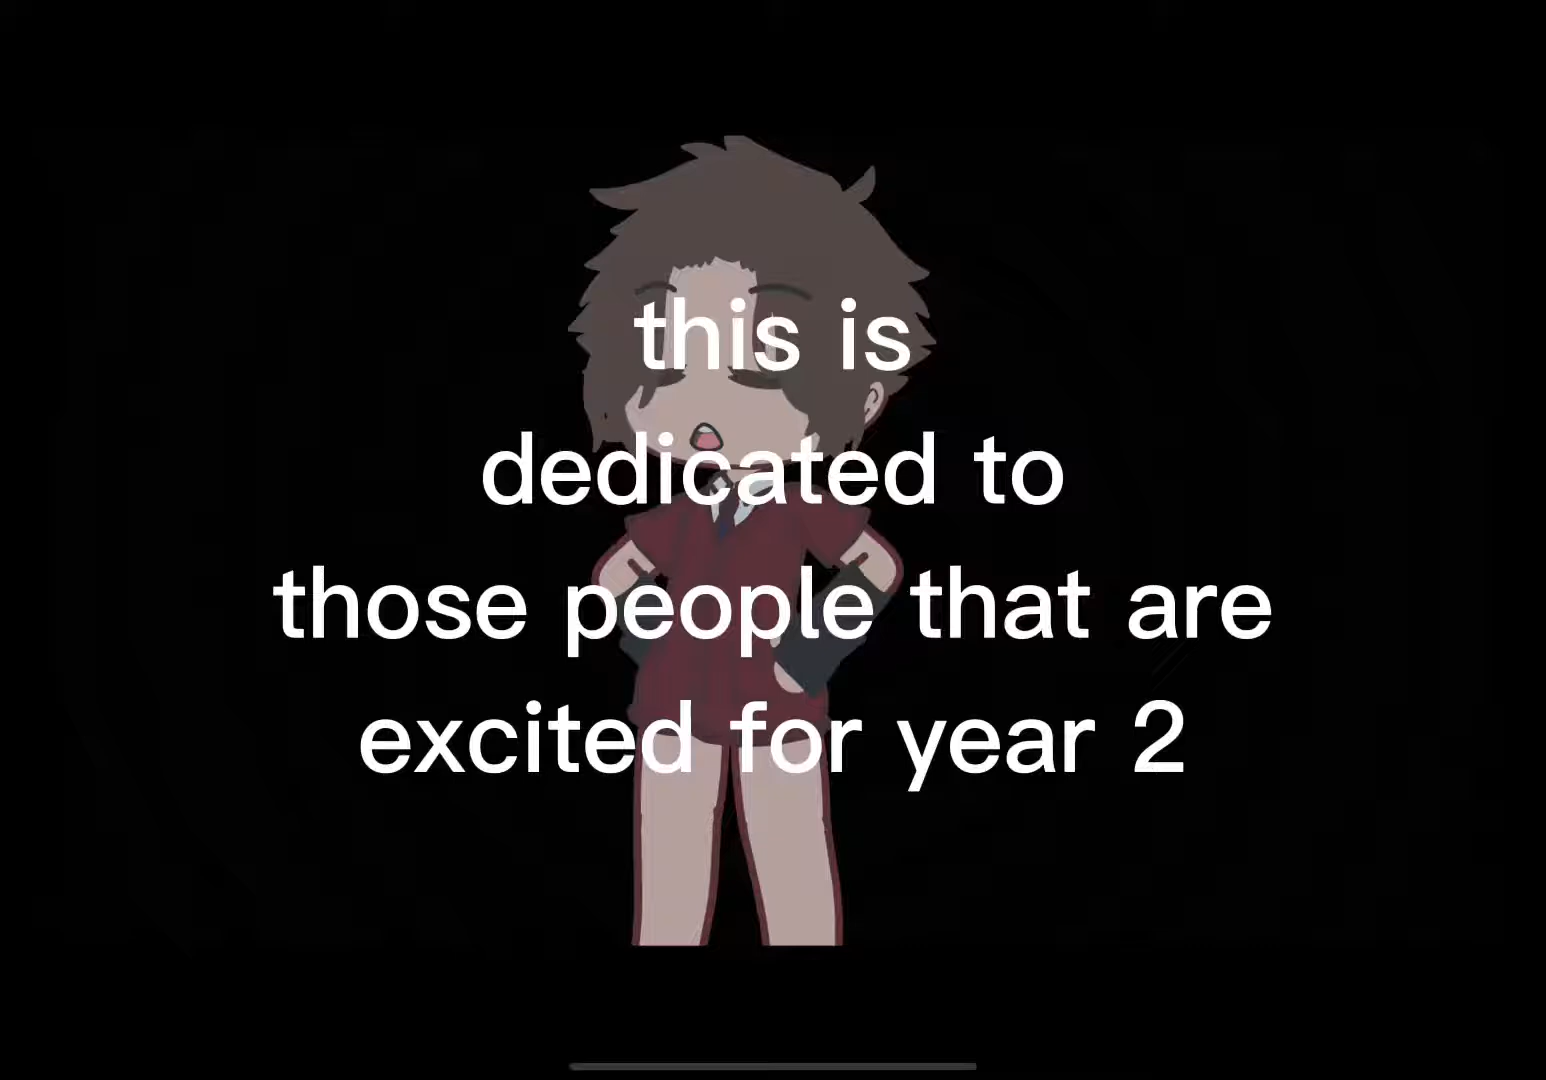 this is
dedicated to
those people that are
excited for year 2